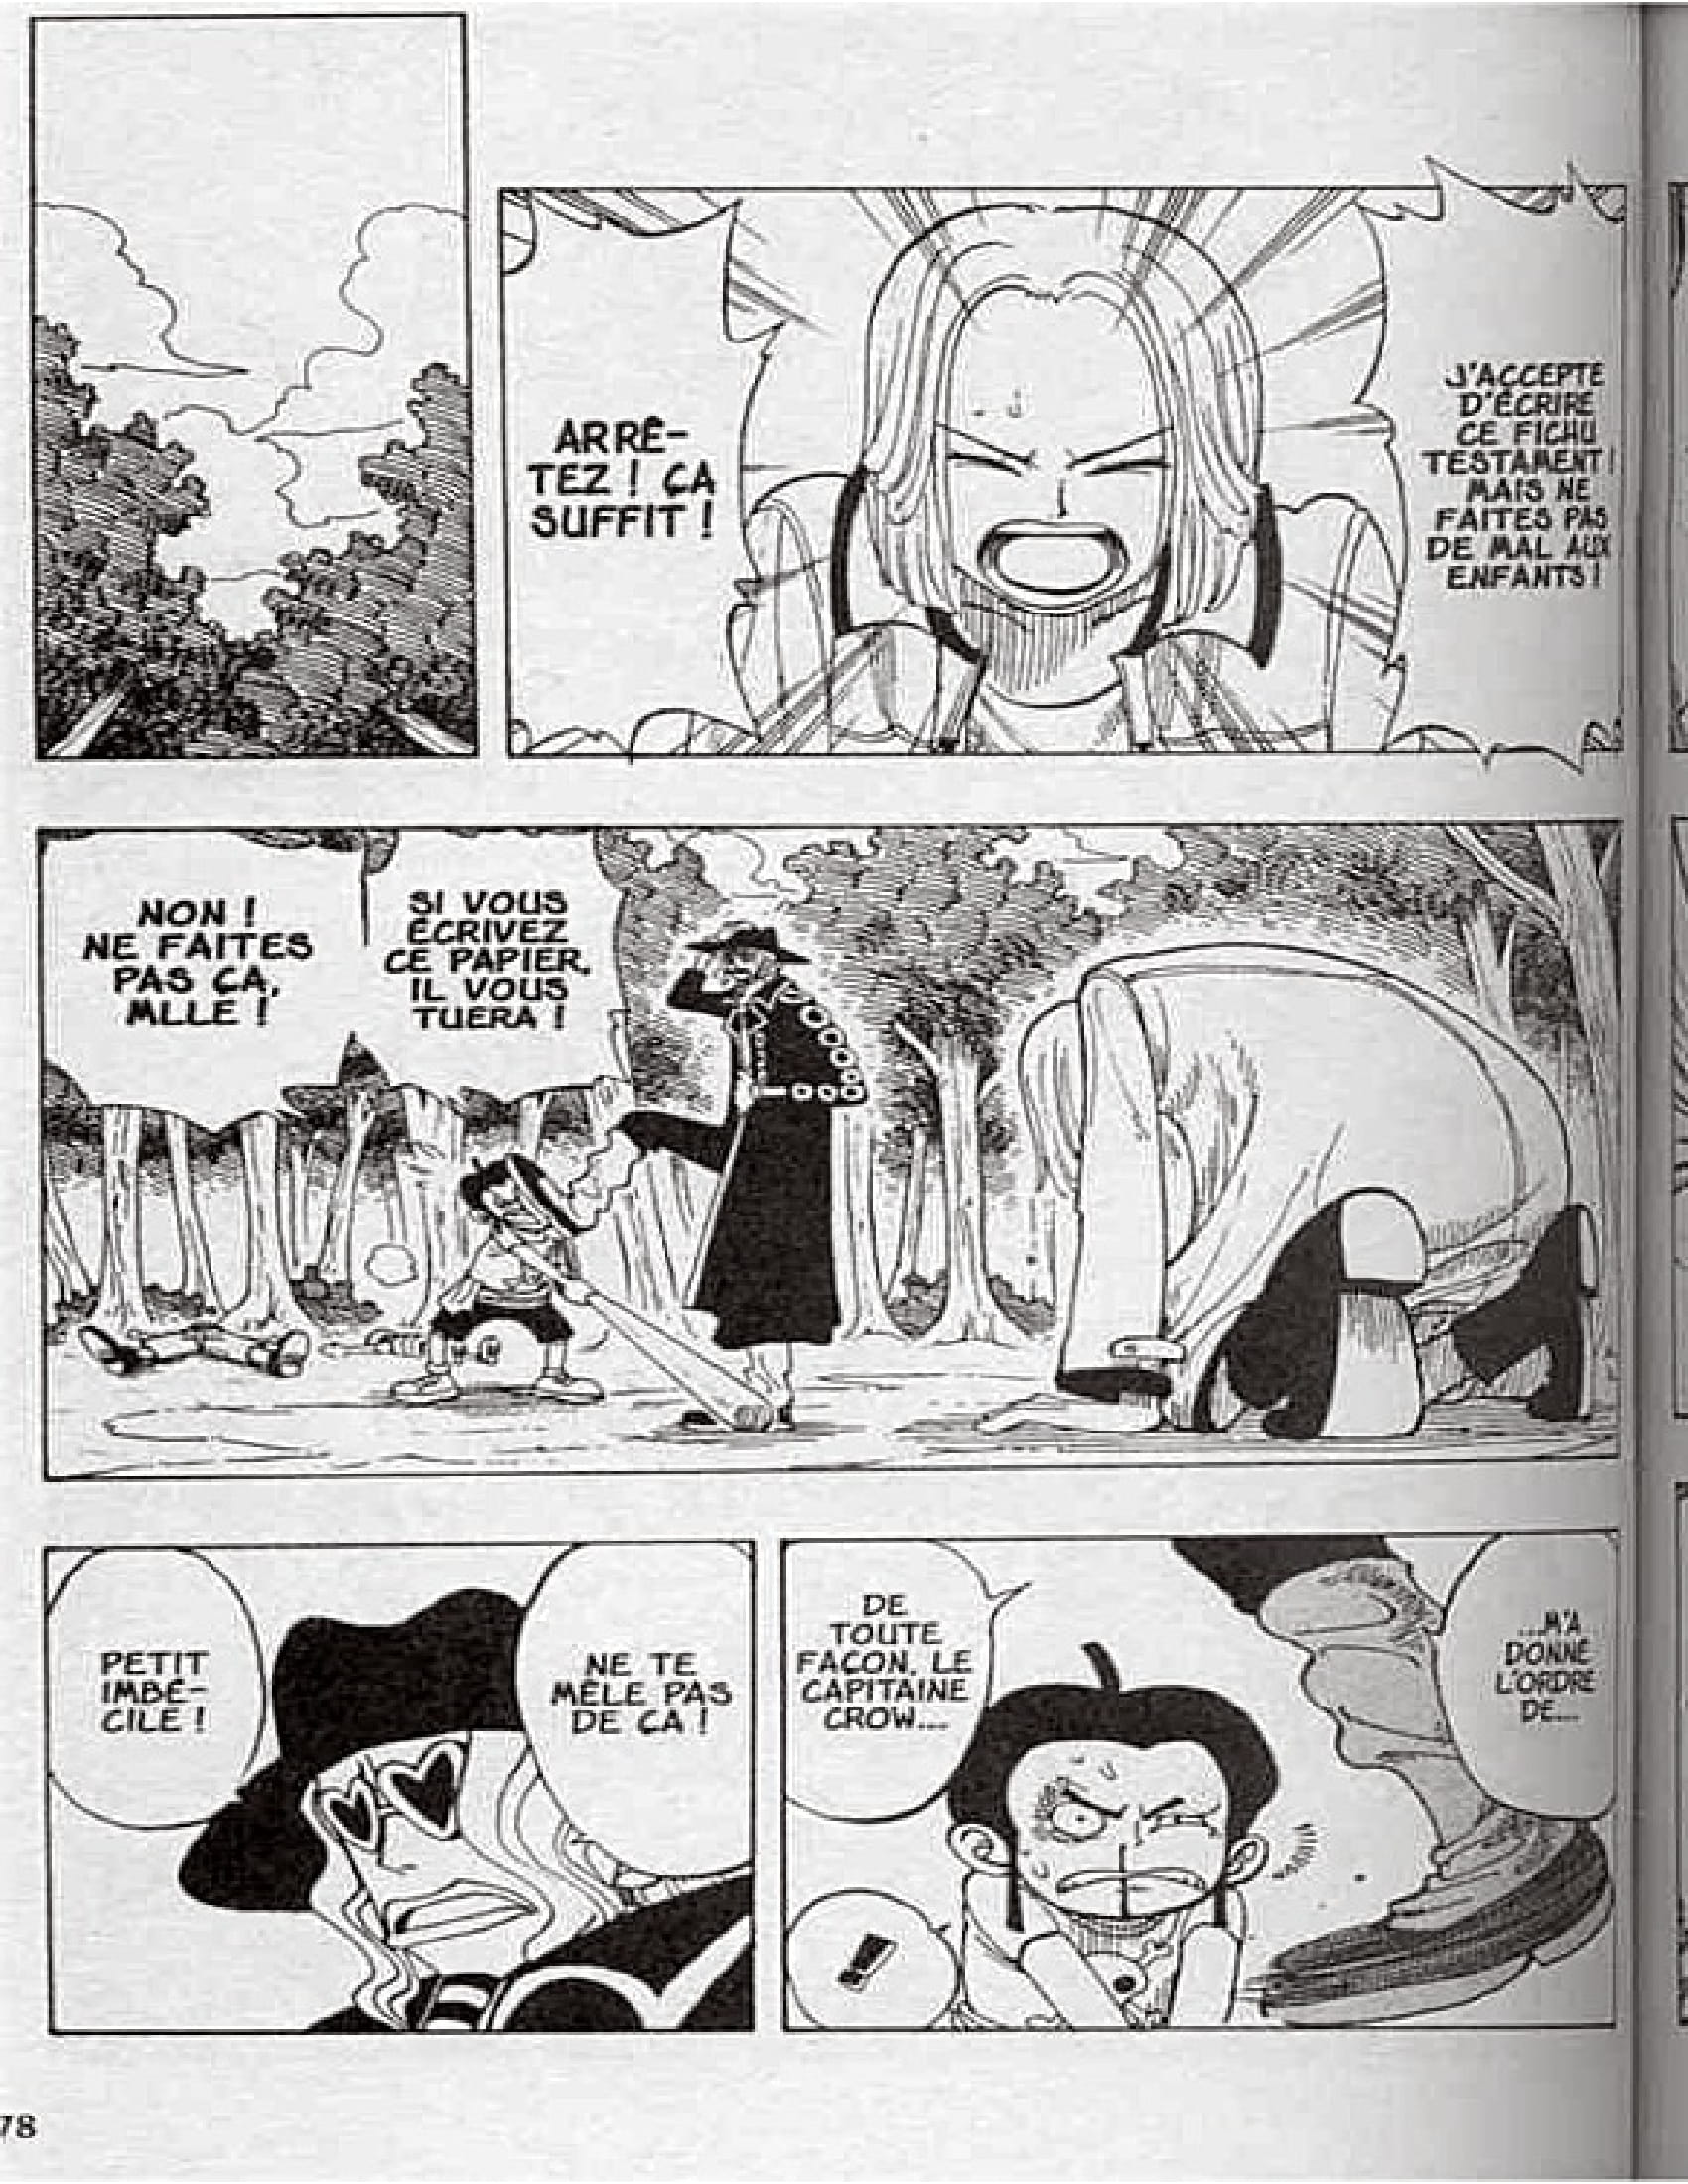 J'ACCEPTE
D'ÉCRIRE
CE FICHU
TESTAMENT !
MAIS NE
FAITES PAS
DE MAL AUX
ENFANTS !
ARRÊ-
TEZ ! ÇA
SUFFIT !
SI VOUS
ÉCRIVEZ
CE PAPIER,
IL VOUS
TUERA !
NON !
NE FAITES
PAS ÇA,
MLLE !
...M'A
DONNÉ
L'ORDRE
DE...
DE
TOUTE
FAÇON, LE
CAPITAINE
CROW...
!
NE TE
MÊLE PAS
DE ÇA !
PETIT
IMBÉ-
CILE !
78